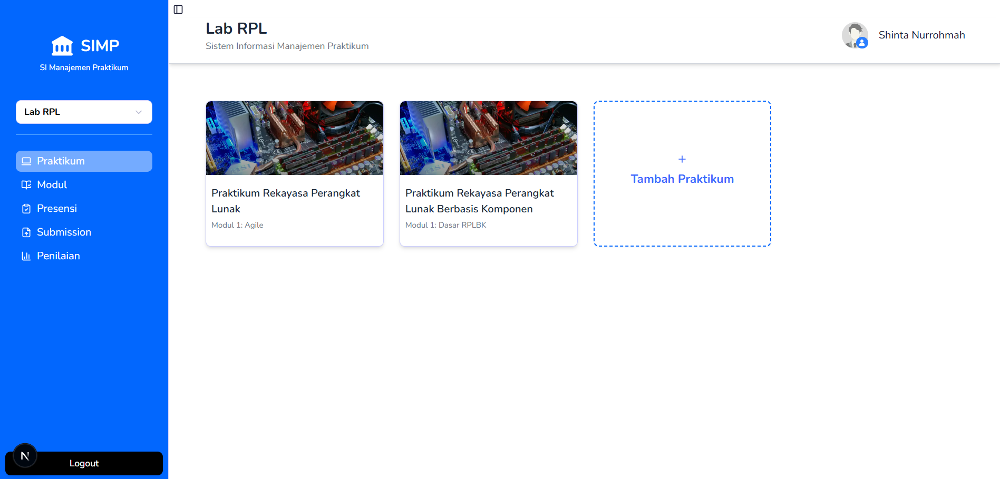 SIMP
SI Manajemen Praktikum
Lab RPL
Praktikum
Modul
Presensi
Submission
Penilaian
N
Logout
Lab RPL
Sistem Informasi Manajemen Praktikum
Shinta Nurrohmah
Praktikum Rekayasa Perangkat
Lunak
Modul 1: Agile
Praktikum Rekayasa Perangkat
Lunak Berbasis Komponen
Modul 1: Dasar RPLBK
+
Tambah Praktikum